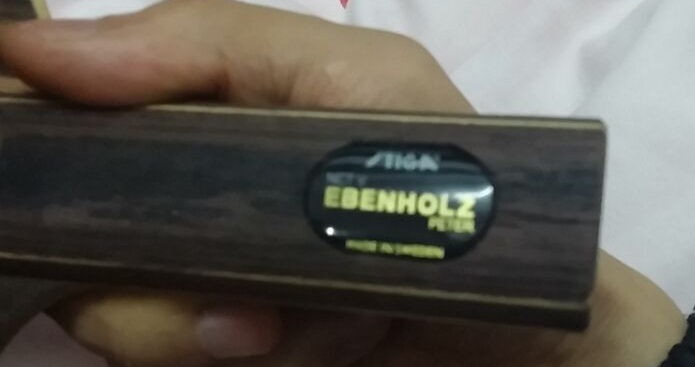 STIGA
NCT V
EBENHOLZ
PETER
MADE IN SWEDEN